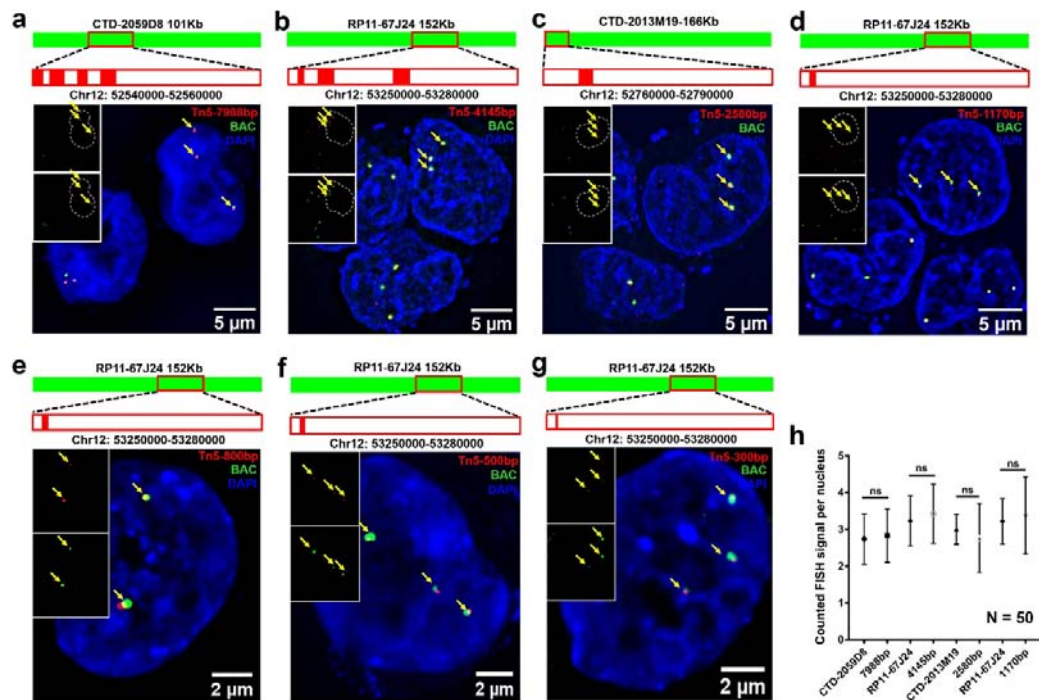 a
CTD-2059D8 101Kb
Chr12: 52540000-52560000
Tn5-7988bp
BAC
DAPI
5 μm
b
RP11-67J24 152Kb
Chr12: 53250000-53280000
Tn5-4145bp
BAC
DAPI
5 μm
c
CTD-2013M19-166Kb
Chr12: 52760000-52790000
Tn5-2580bp
BAC
DAPI
5 μm
d
RP11-67J24 152Kb
Chr12: 53250000-53280000
Tn5-1170bp
BAC
DAPI
5 μm
e
RP11-67J24 152Kb
Chr12: 53250000-53280000
Tn5-800bp
BAC
DAPI
2 μm
f
RP11-67J24 152Kb
Chr12: 53250000-53280000
Tn5-500bp
BAC
DAPI
2 μm
g
RP11-67J24 152Kb
Chr12: 53250000-53280000
Tn5-300bp
BAC
DAPI
2 μm
h
Counted FISH signal per nucleus
5
4
3
2
1
0
ns
ns
ns
ns
N = 50
CTD-2059D8
7988bp
RP11-67J24
4145bp
CTD-2013M19
2580bp
RP11-67J24
1170bp